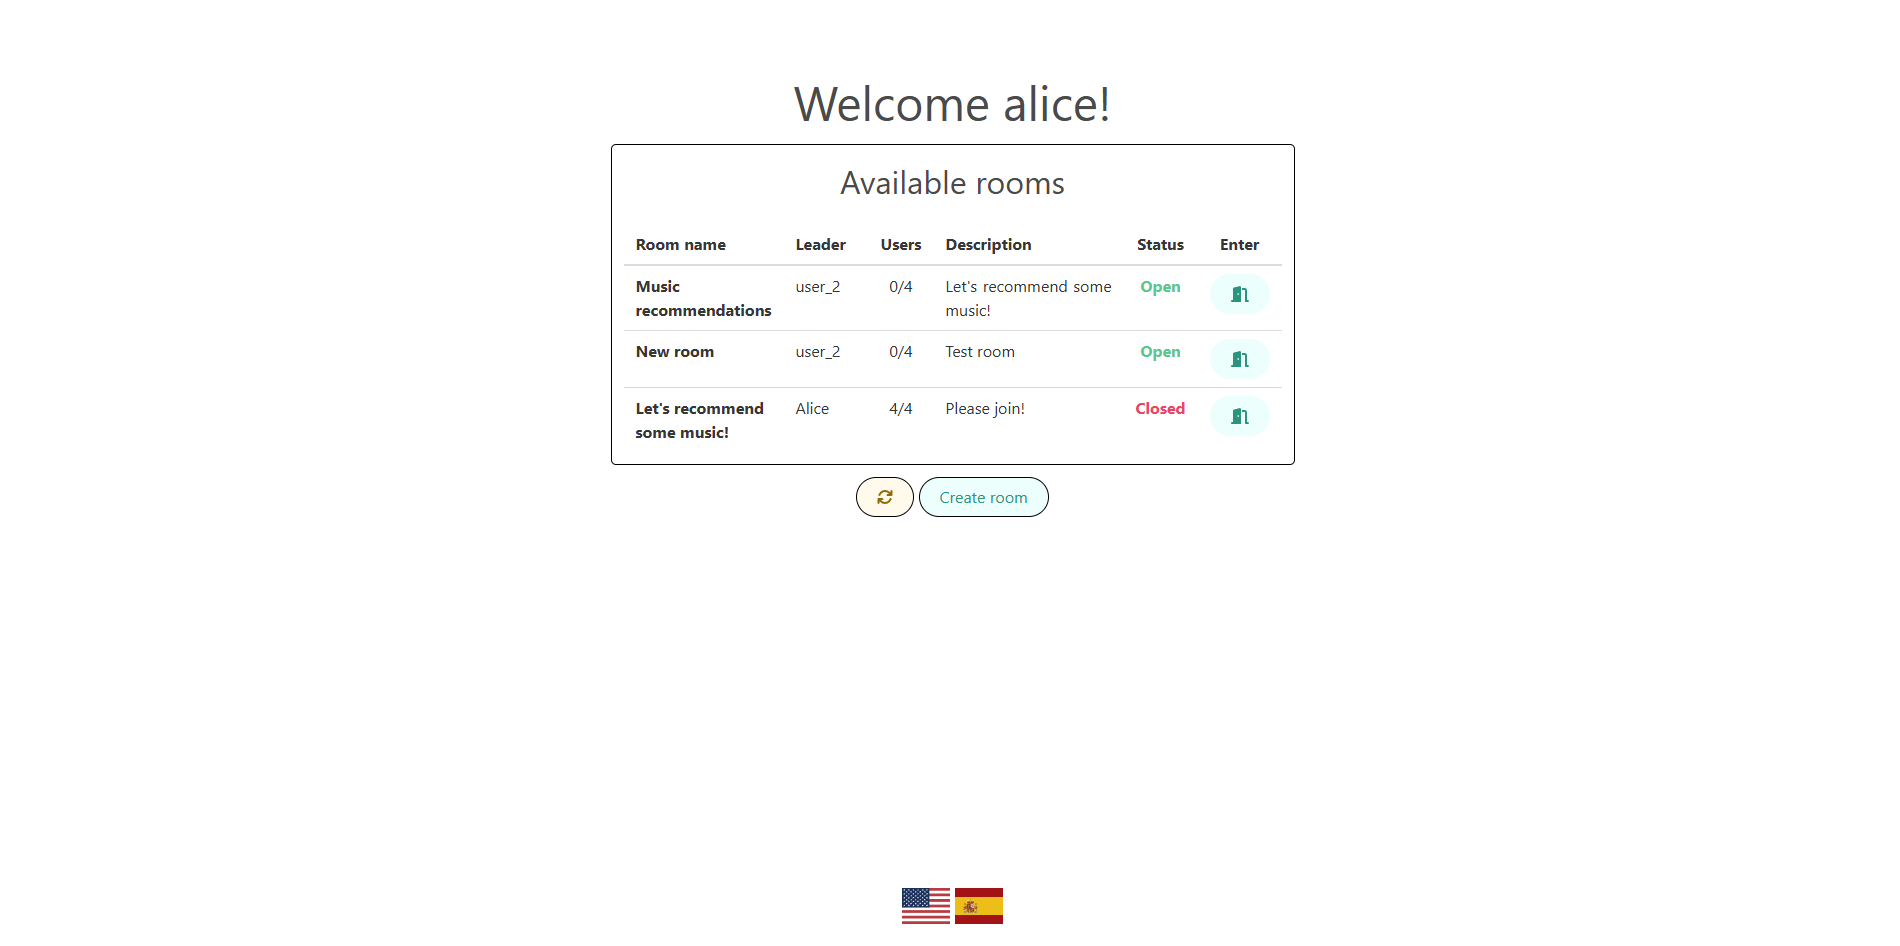 Welcome alice!
Available rooms
Room name Leader Users Description Status Enter
Music user_2 0/4 Let's recommend some Open
recommendations music!
New room user_2 0/4 Test room Open
Let's recommend Alice 4/4 Please join! Closed
some music!
Create room